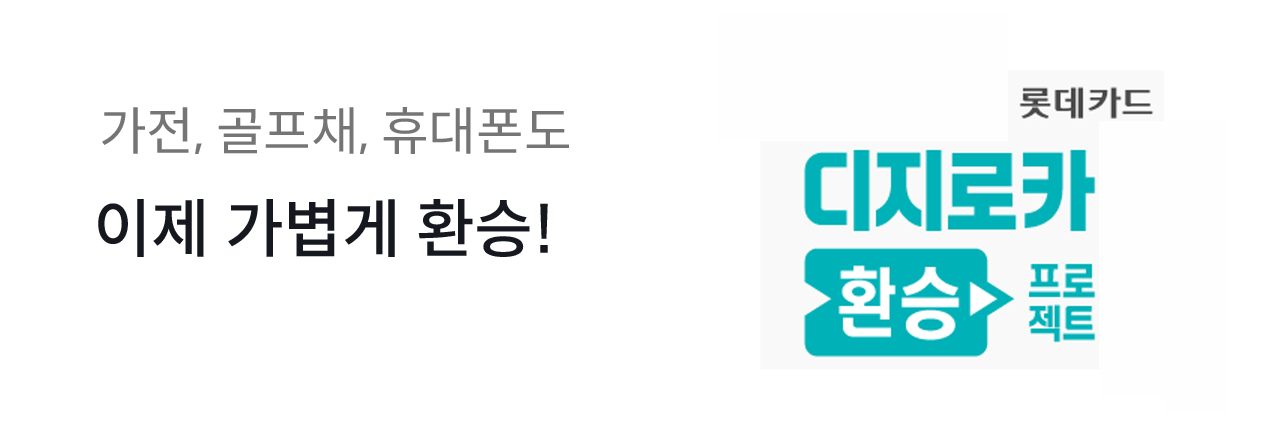 가전, 골프채, 휴대폰도
이제 가볍게 환승!
롯데카드
디지로카
환승
프로
젝트